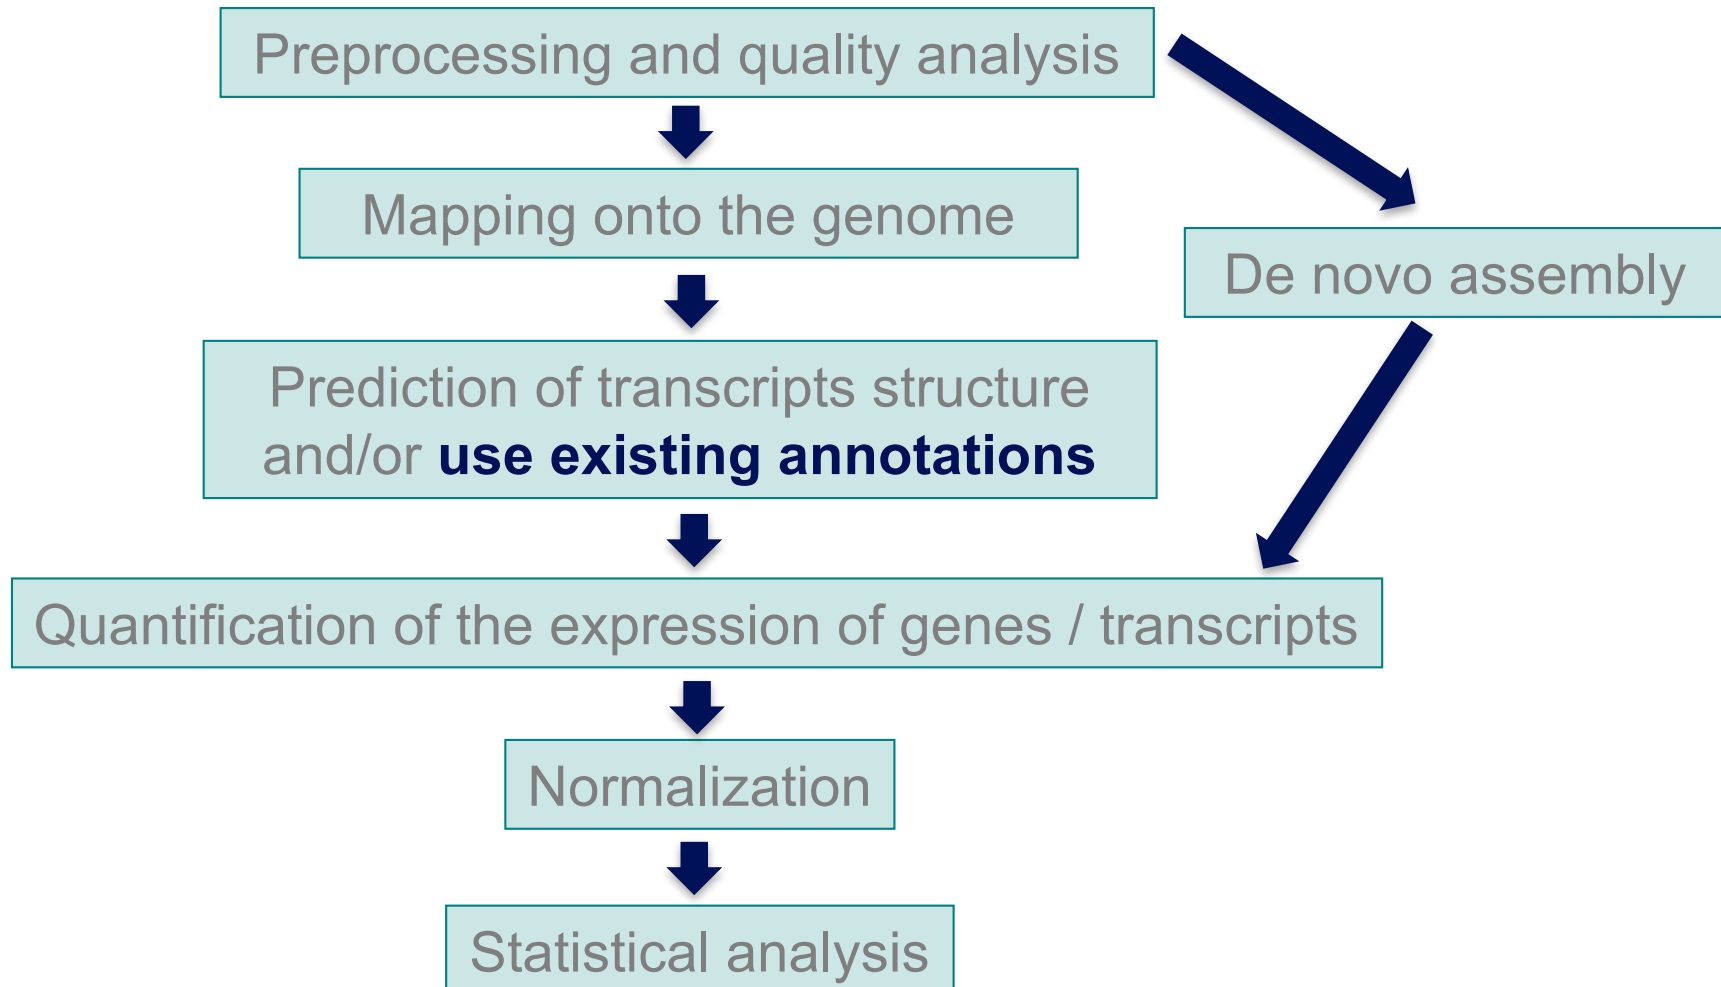 Preprocessing and quality analysis
Mapping onto the genome
De novo assembly
Prediction of transcripts structure
and/or use existing annotations
Quantification of the expression of genes / transcripts
Normalization
Statistical analysis